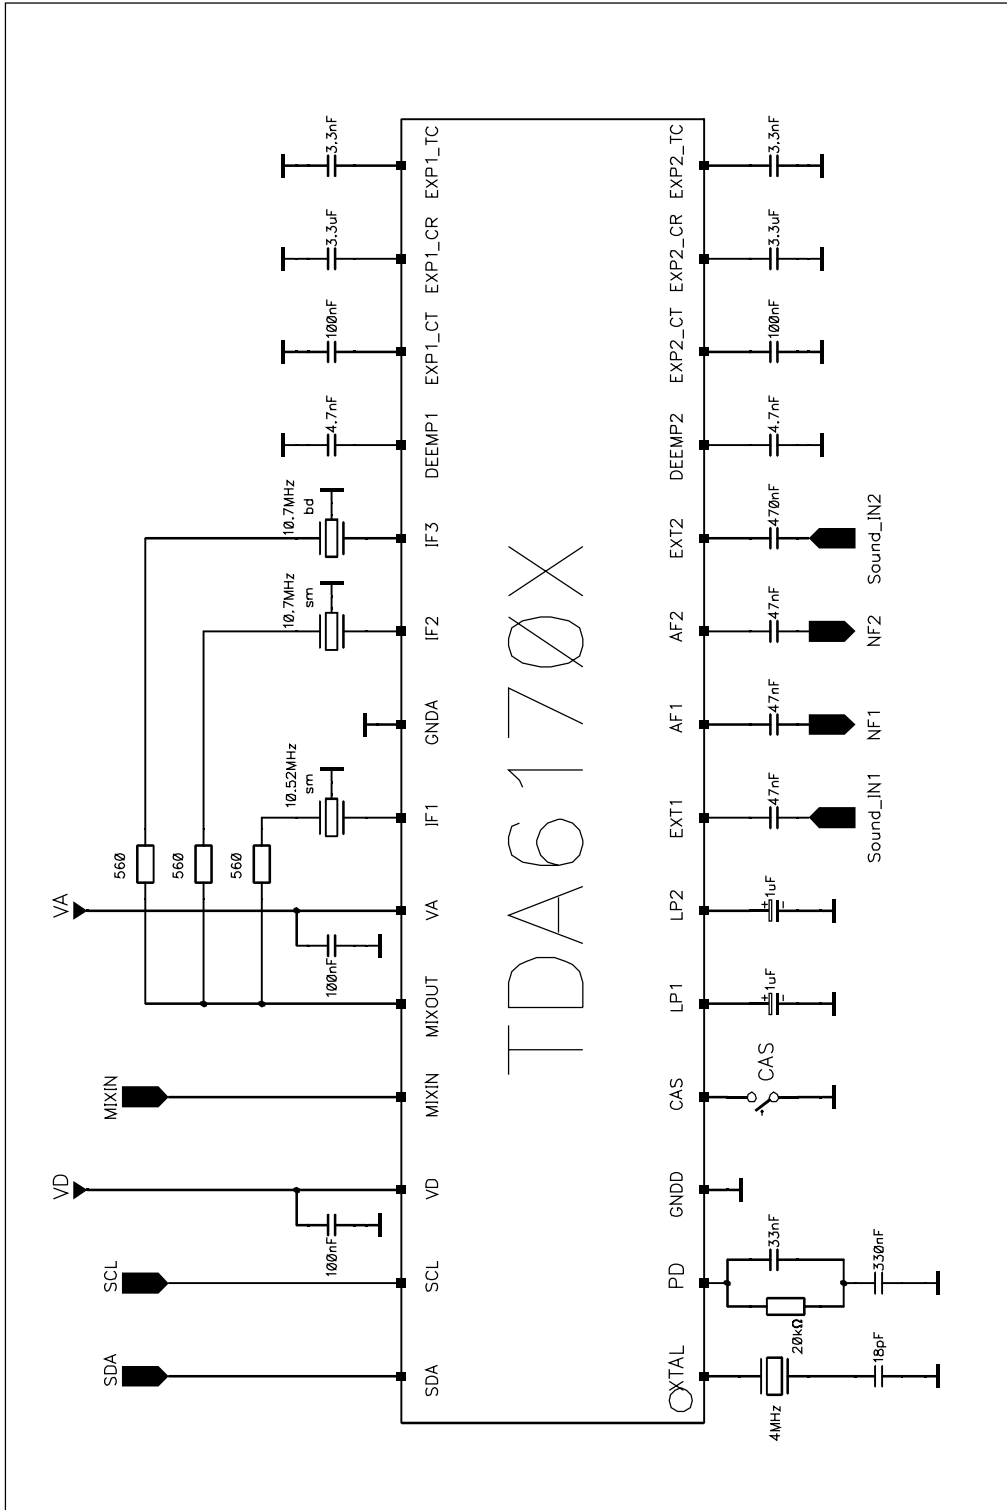 SDA
SCL
VD
MIXIN
VA
100nF
100nF
560
560
560
10.52MHz
sm
10.7MHz
sm
10.7MHz
bd
4.7nF
100nF
3.3uF
3.3nF
SDA
SCL
VD
MIXIN
MIXOUT
VA
IF1
GNDA
IF2
IF3
DEEMP1
EXP1_CT
EXP1_CR
EXP1_TC
TDA6170X
XTAL
PD
GNDD
CAS
LP1
LP2
EXT1
AF1
AF2
EXT2
DEEMP2
EXP2_CT
EXP2_CR
EXP2_TC
4MHz
18pF
20kΩ
33nF
330nF
CAS
+
1uF
-
+
1uF
-
47nF
47nF
47nF
470nF
4.7nF
100nF
3.3uF
3.3nF
Sound_IN1
NF1
NF2
Sound_IN2